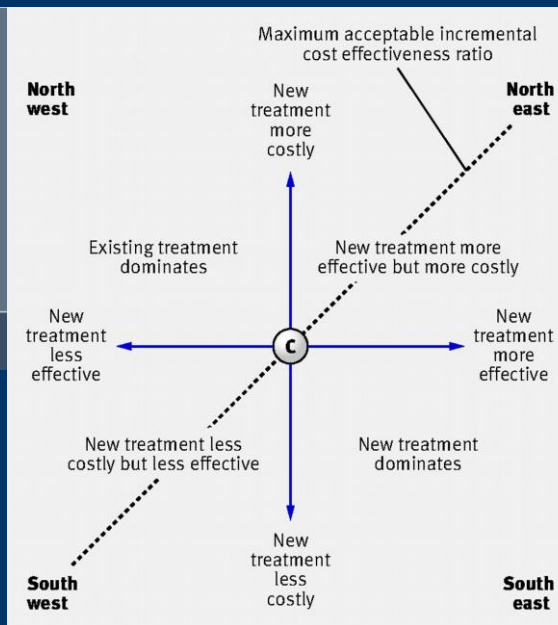 Maximum acceptable incremental
cost effectiveness ratio
North
west
New
treatment
more
costly
North
east
Existing treatment
dominates
New treatment more
effective but more costly
New
treatment
less
effective
C
New
treatment
more
effective
New treatment less
costly but less effective
New treatment
dominates
New
treatment
less
costly
South
west
South
east